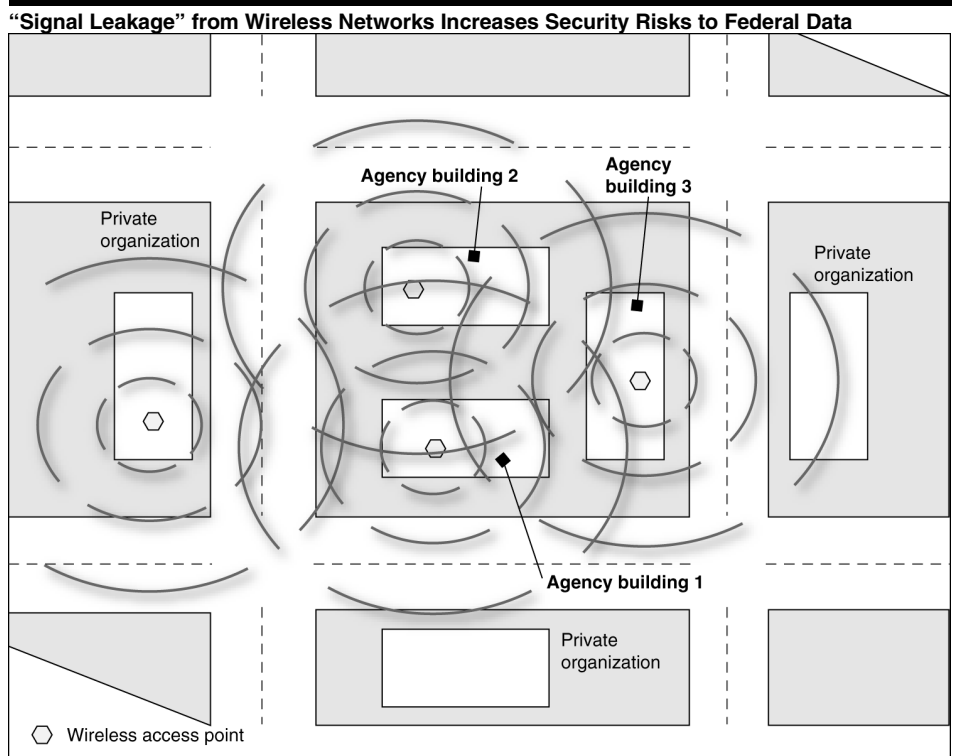 “Signal Leakage” from Wireless Networks Increases Security Risks to Federal Data
Agency building 2
Agency
building 3
Private
organization
Private
organization
Agency building 1
Private
organization
Wireless access point